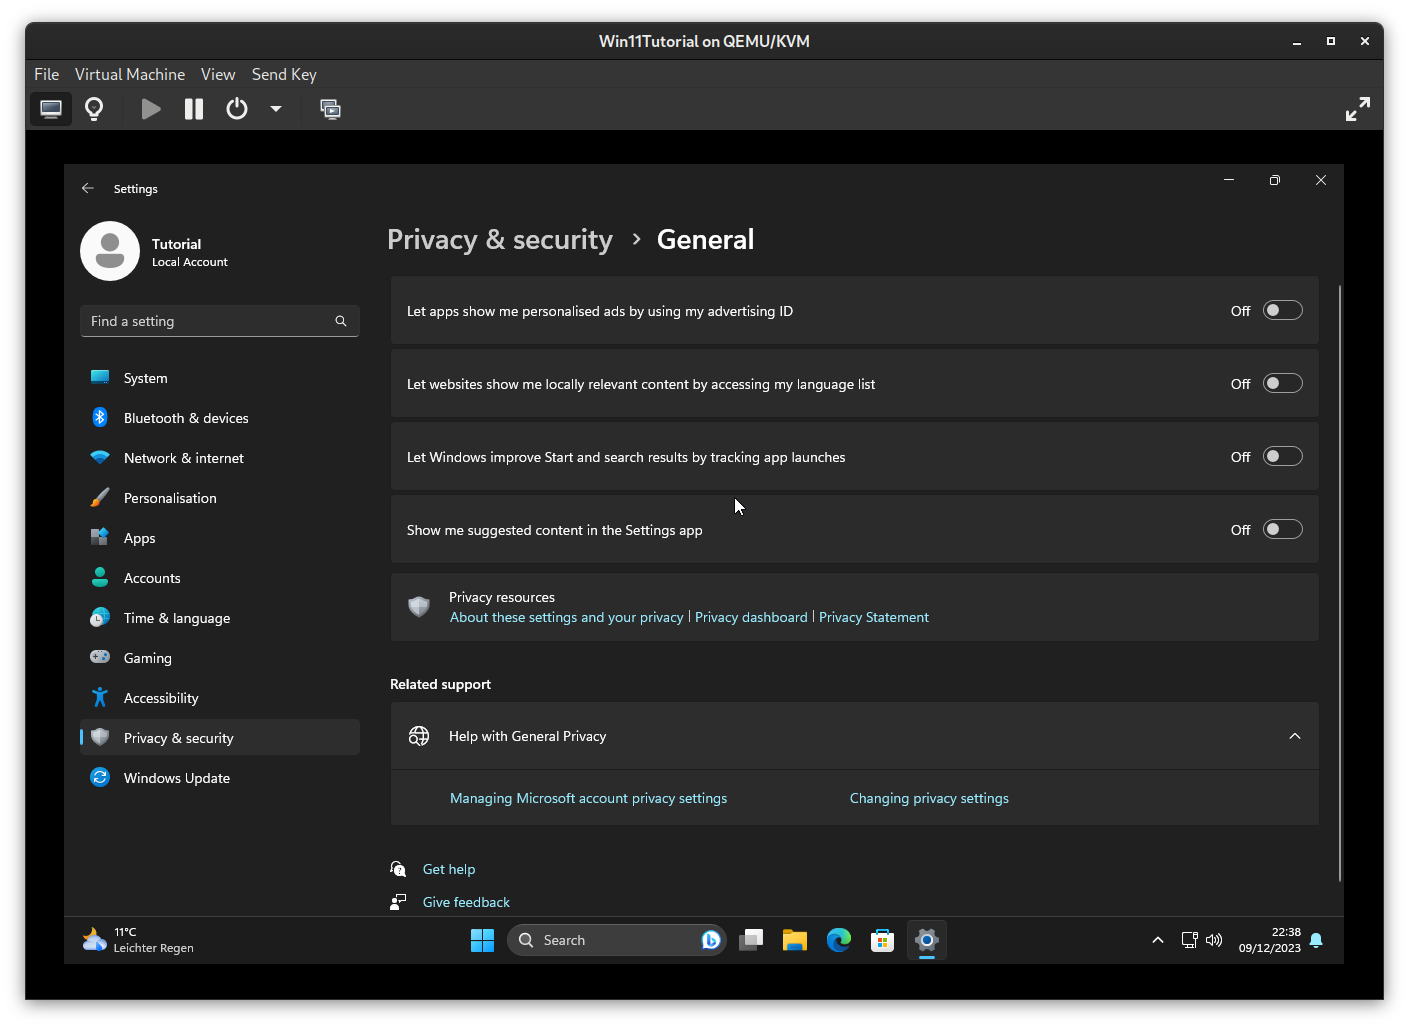 Win11Tutorial on QEMU/KVM
File Virtual Machine View Send Key
Settings
Tutorial
Local Account
Find a setting
System
Bluetooth & devices
Network & internet
Personalisation
Apps
Accounts
Time & language
Gaming
Accessibility
Privacy & security
Windows Update
Privacy & security › General
Let apps show me personalised ads by using my advertising ID Off
Let websites show me locally relevant content by accessing my language list Off
Let Windows improve Start and search results by tracking app launches Off
Show me suggested content in the Settings app Off
Privacy resources
About these settings and your privacy | Privacy dashboard | Privacy Statement
Related support
Help with General Privacy
Managing Microsoft account privacy settings Changing privacy settings
Get help
Give feedback
11°C
Leichter Regen
Search
22:38
09/12/2023